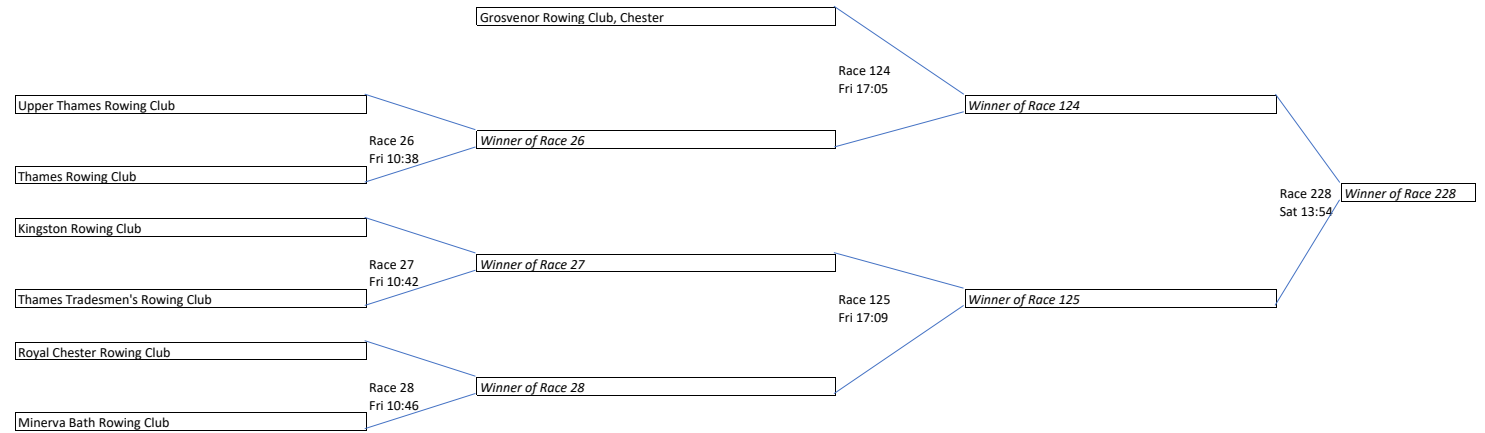 Grosvenor Rowing Club, Chester
Race 124
Fri 17:05
Upper Thames Rowing Club
Winner of Race 124
Race 26
Fri 10:38
Winner of Race 26
Thames Rowing Club
Race 228
Sat 13:54
Winner of Race 228
Kingston Rowing Club
Race 27
Fri 10:42
Winner of Race 27
Thames Tradesmen's Rowing Club
Race 125
Fri 17:09
Winner of Race 125
Royal Chester Rowing Club
Race 28
Fri 10:46
Winner of Race 28
Minerva Bath Rowing Club